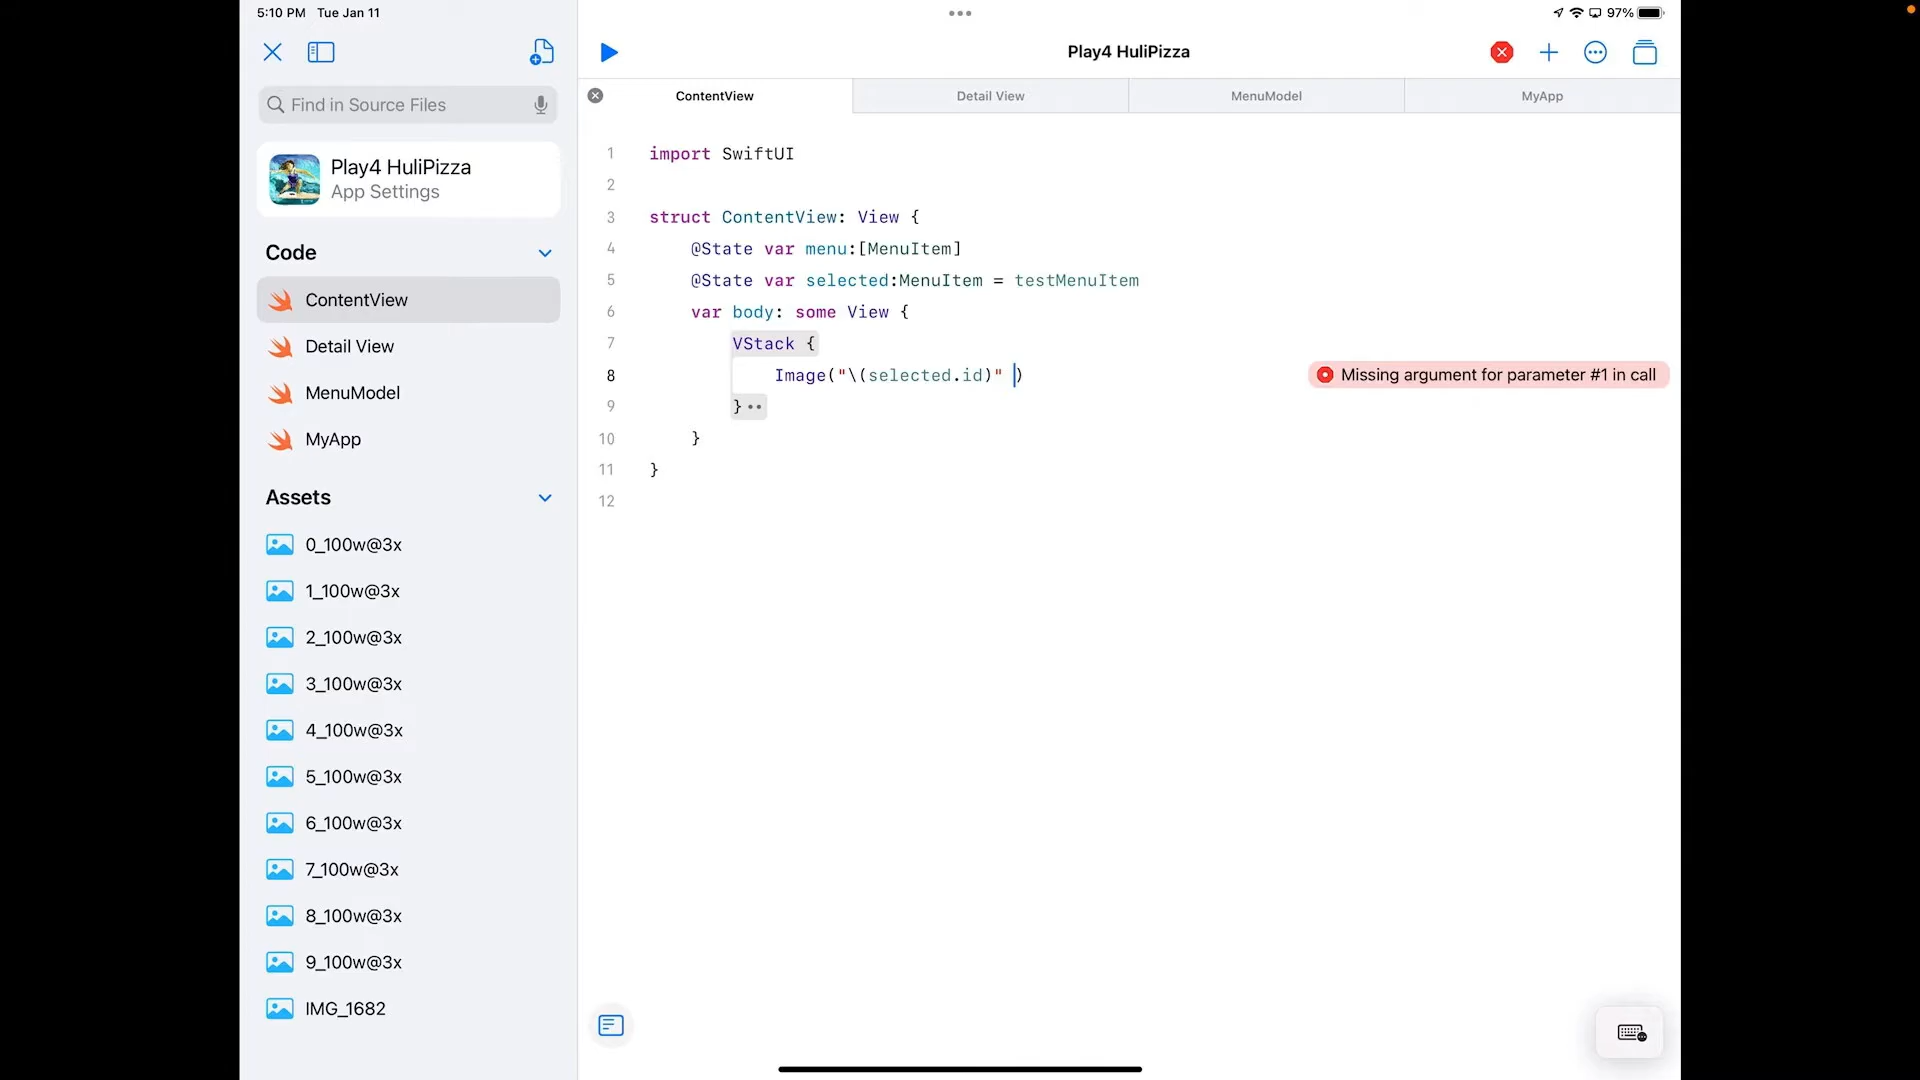 5:10 PM Tue Jan 11
97%
Play4 HuliPizza
Find in Source Files
ContentView
Detail View
MenuModel
MyApp
Play4 HuliPizza
App Settings
Code
ContentView
Detail View
MenuModel
MyApp
Assets
0_100w@3x
1_100w@3x
2_100w@3x
3_100w@3x
4_100w@3x
5_100w@3x
6_100w@3x
7_100w@3x
8_100w@3x
9_100w@3x
IMG_1682
1 import SwiftUI
2
3 struct ContentView: View {
4 @State var menu:[MenuItem]
5 @State var selected:MenuItem = testMenuItem
6 var body: some View {
7 VStack {
8 Image("\(selected.id)" )
Missing argument for parameter #1 in call
9 }
10 }
11 }
12